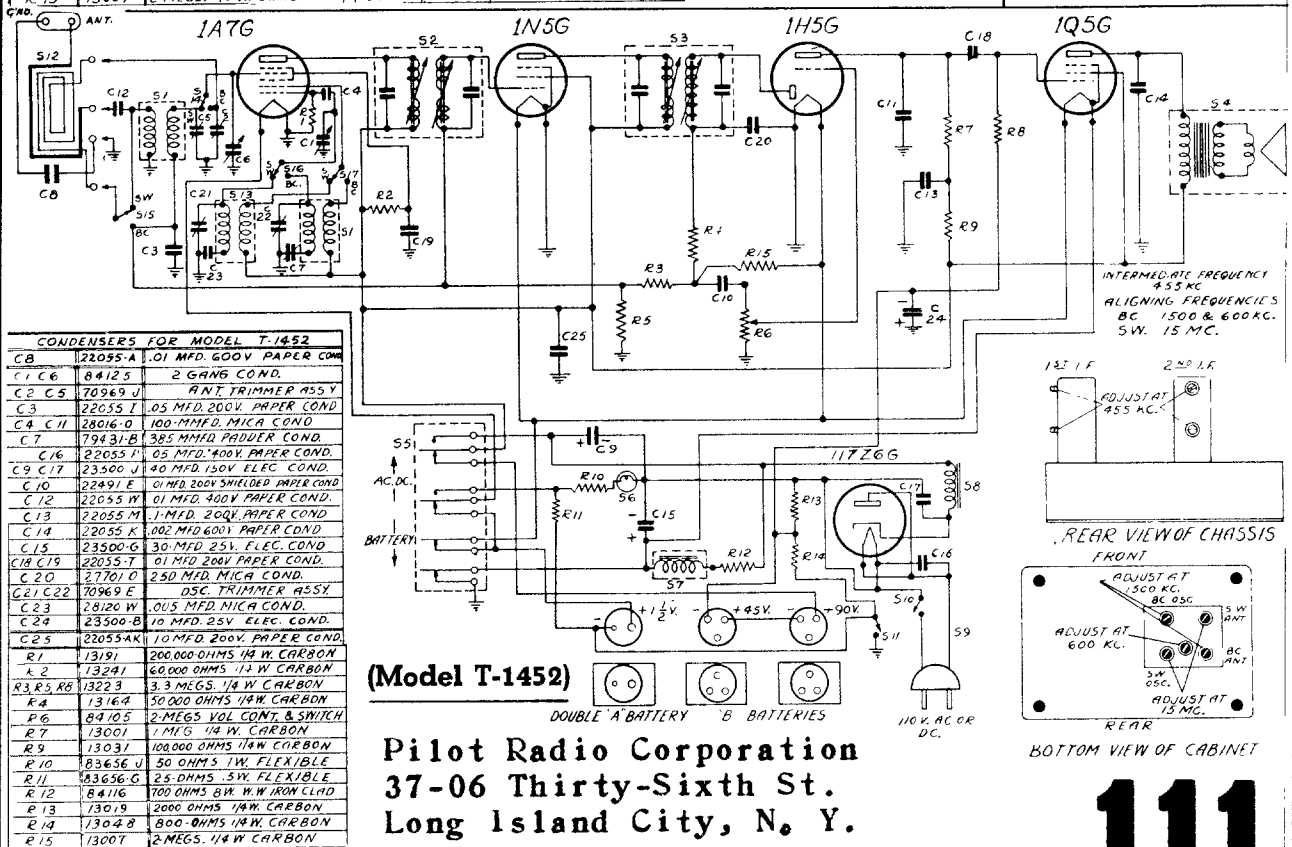 GND.
ANT.
1A7G
1N5G
1H5G
1Q5G
S12
S2
S3
C18
C12
S1
C4
C11
C14
S4
C6
C20
R7
R8
C8
S16
BC.
S17
C21
S13
R2
C13
SW
S15
BC
C22
S1
C19
R9
C3
C23
C7
R15
R3
C10
R5
R6
C25
C24
INTERMEDIATE FREQUENCY
455 KC
ALIGNING FREQUENCIES
BC 1500 & 600 KC.
SW. 15 MC.
CONDENSERS FOR MODEL T-1452
C8 22055-A .01 MFD. 600V PAPER COND
C1 C6 84125 2 GANG COND.
C2 C5 70969 J ANT. TRIMMER ASS'Y
C3 22055 I .05 MFD. 200V. PAPER COND
C4 C11 28016-O 100-MMFD. MICA COND
C7 79431-B 385 MMFD PADDER COND.
C16 22055 P 05 MFD. 400V. PAPER COND.
C9 C17 23500 J 40 MFD. 150V ELEC COND.
C10 22491 E 01 MFD. 200V SHIELDED PAPER COND
C12 22055 W 01 MFD. 400V PAPER COND.
C13 22055 M .1-MFD. 200V. PAPER COND
C14 22055 K .002 MFD 600V PAPER COND
C15 23500-G 30-MFD 25V. ELEC. COND
C18 C19 22055-T 01 MFD 200V PAPER COND.
C20 27701 O 250 MFD. MICA COND.
C21 C22 70969 E OSC. TRIMMER ASSY.
C23 28120 W .005 MFD. MICA COND.
C24 23500-B 10 MFD. 25V ELEC. COND.
C25 22055AK 10 MFD. 200V. PAPER COND.
R1 13191 200,000-OHMS 1/4 W. CARBON
R2 13241 60,000 OHMS 1/4 W CARBON
R3, R5, R8 13223 3.3 MEGS. 1/4 W CARBON
R4 13164 50000 OHMS 1/4W. CARBON
R6 84105 2-MEGS VOL CONT. & SWITCH
R7 13001 1 MEG 1/4 W. CARBON
R9 13031 100,000 OHMS 1/4W CARBON
R10 83656 J 50 OHMS 1W. FLEXIBLE
R11 83656-G 25-OHMS .5W. FLEXIBLE
R12 84116 700 OHMS 8W. W.W IRON CLAD
R13 13019 2000 OHMS 1/4W. CARBON
R14 13048 800-OHMS 1/4W. CARBON
R15 13007 2-MEGS. 1/4 W CARBON
S5
AC. DC.
BATTERY
C9
R10
S6
R11
C15
S7
R12
R13
R14
117Z6G
C17
S8
C16
S10
S9
S11
+1½ V.
+45V.
+90V.
110 V. AC OR
DC.
DOUBLE "A" BATTERY
"B" BATTERIES
1ST I.F
2ND I.F.
ADJUST AT
455 KC.
REAR VIEW OF CHASSIS
FRONT
ADJUST AT
1500 KC.
BC OSC
SW
ANT
ADJUST AT
600 KC.
BC
ANT
SW
OSC.
ADJUST AT
15 MC.
REAR
BOTTOM VIEW OF CABINET
(Model T-1452)
Pilot Radio Corporation
37-06 Thirty-Sixth St.
Long Island City, N. Y.
111